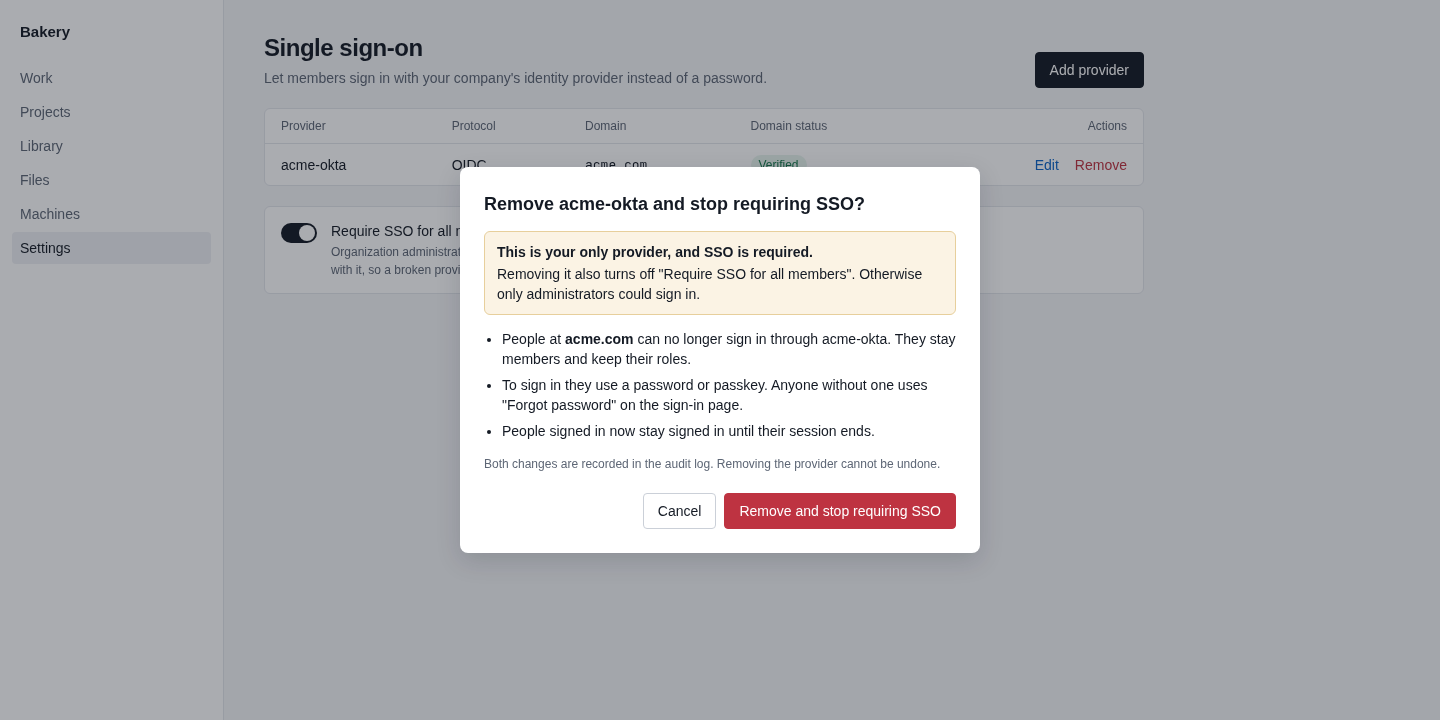 Bakery
Work
Projects
Library
Files
Machines
Settings
Single sign-on
Let members sign in with your company's identity provider instead of a password.
Add provider
Provider Protocol Domain Domain status Actions
acme-okta OIDC acme.com Verified Edit Remove
Require SSO for all
Organization
with it, so a broken
Remove acme-okta and stop requiring SSO?
This is your only provider, and SSO is required.
Removing it also turns off "Require SSO for all members". Otherwise
only administrators could sign in.
People at acme.com can no longer sign in through acme-okta. They stay
members and keep their roles.
To sign in they use a password or passkey. Anyone without one uses
"Forgot password" on the sign-in page.
People signed in now stay signed in until their session ends.
Both changes are recorded in the audit log. Removing the provider cannot be undone.
Cancel
Remove and stop requiring SSO